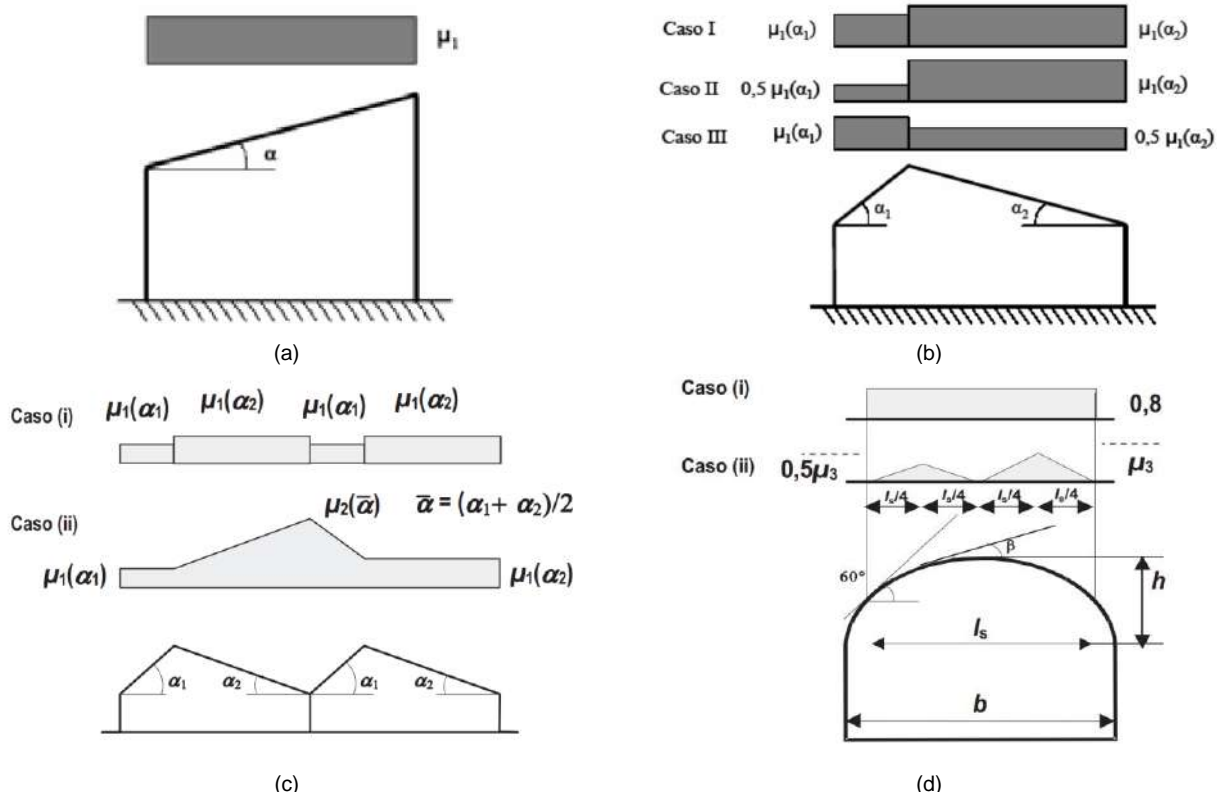 μ₁
α
(a)
Caso I μ₁(α₁) μ₁(α₂)
Caso II 0,5 μ₁(α₁) μ₁(α₂)
Caso III μ₁(α₁) 0,5 μ₁(α₂)
α₁ α₂
(b)
Caso (i) μ₁(α₁) μ₁(α₂) μ₁(α₁) μ₁(α₂)
Caso (ii) μ₂(ᾱ) ᾱ = (α₁+ α₂)/2
μ₁(α₁) μ₁(α₂)
α₁ α₂ α₁ α₂
(c)
Caso (i) 0,8
Caso (ii) 0,5μ₃ μ₃
lₛ/4 lₛ/4 lₛ/4 lₛ/4
β
60°
h
lₛ
b
(d)